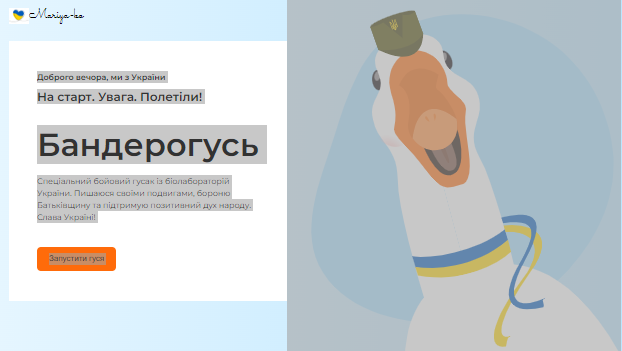 Mariya-ka
Доброго вечора, ми з України
На старт. Увага. Полетіли!
Бандерогусь
Спеціальний бойовий гусак із біолабораторій
України. Пишаюся своїми подвигами, бороню
Батьківщину та підтримую позитивний дух народу.
Слава Україні!
Запустити гуся